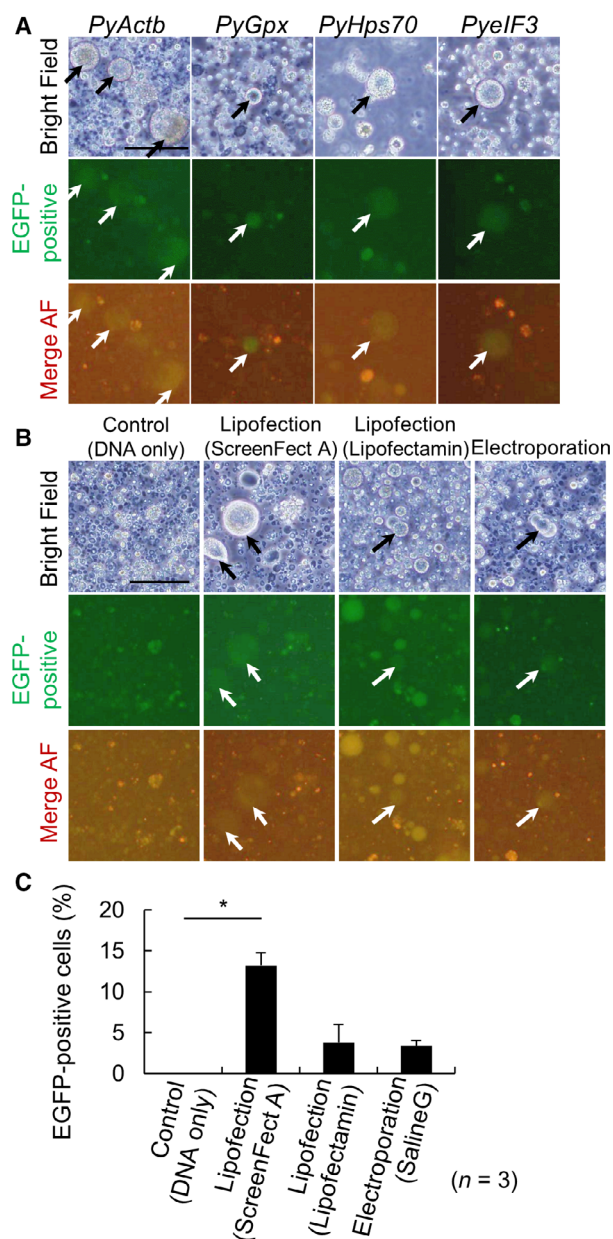 A
PyActb PyGpx PyHps70 PyeIF3
Bright Field
EGFP-
positive
Merge AF
B
Control
(DNA only)
Lipofection
(ScreenFect A)
Lipofection
(Lipofectamin)
Electroporation
Bright Field
EGFP-
positive
Merge AF
C
EGFP-positive cells (%)
20
15
10
5
0
*
Control
(DNA only)
Lipofection
(ScreenFect A)
Lipofection
(Lipofectamin)
Electroporation
(SalineG)
(n = 3)